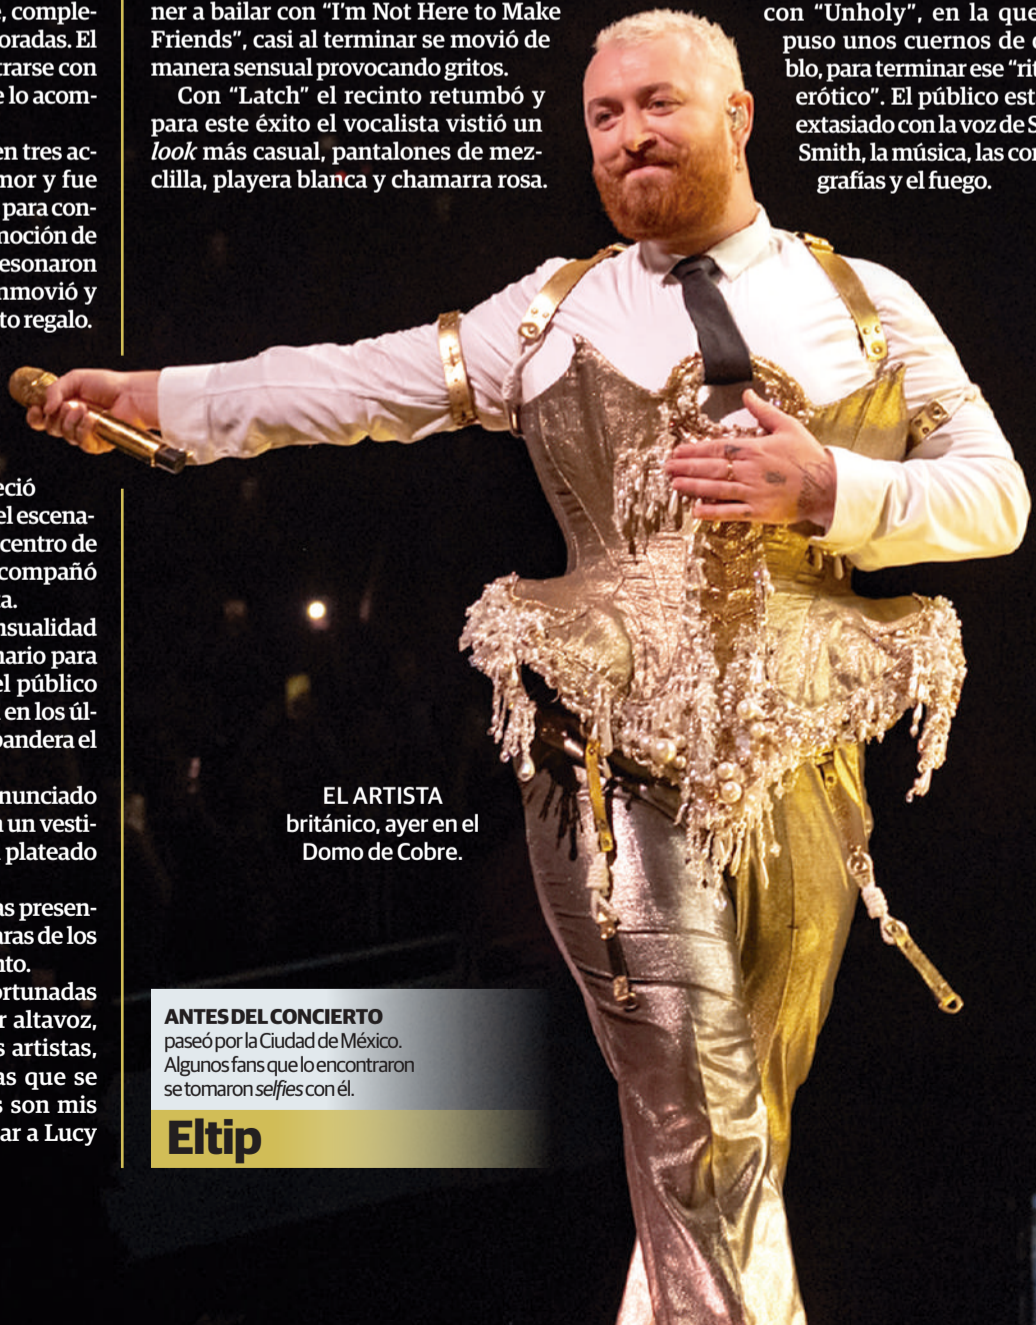 , comple-
oradas. El
trarse con
e lo acom-
en tres ac-
mor y fue
para con-
noción de
esonaron
nmovió y
to regalo.
eció
el escena-
centro de
compañó
ta.
nsualidad
nario para
el público
en los úl-
bandera el
nunciado
un vesti-
plateado
as presen-
aras de los
nto.
ortunadas
r altavoz,
s artistas,
as que se
s son mis
ar a Lucy
ner a bailar con “I’m Not Here to Make
Friends”, casi al terminar se movió de
manera sensual provocando gritos.
Con “Latch” el recinto retumbó y
para este éxito el vocalista vistió un
look más casual, pantalones de mez-
clilla, playera blanca y chamarra rosa.
con “Unholy”, en la que
puso unos cuernos de
blo, para terminar ese “rit
erótico”. El público est
extasiado con la voz de S
Smith, la música, las cor
grafías y el fuego.
EL ARTISTA
británico, ayer en el
Domo de Cobre.
ANTES DEL CONCIERTO
paseó por la Ciudad de México.
Algunos fans que lo encontraron
se tomaron selfies con él.
Eltip